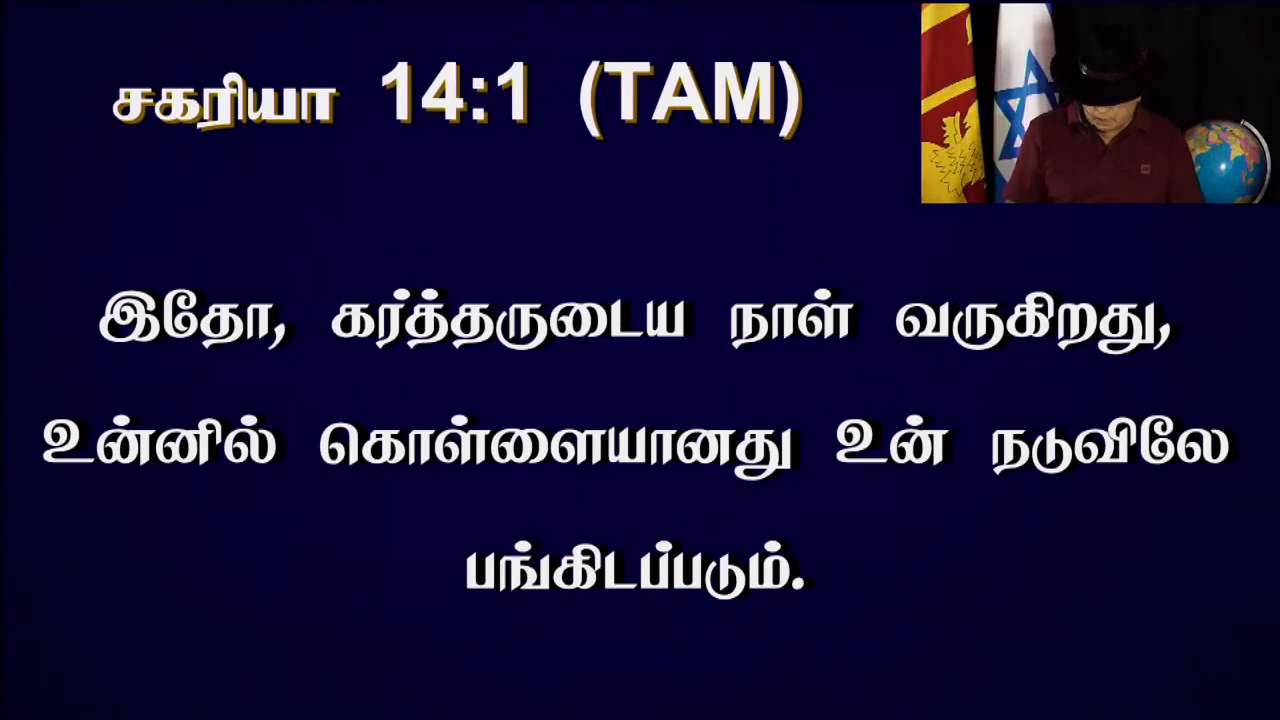 சகரியா 14:1 (TAM)
இதோ, கர்த்தருடைய நாள் வருகிறது,
உன்னில் கொள்ளையானது உன் நடுவிலே
பங்கிடப்படும்.